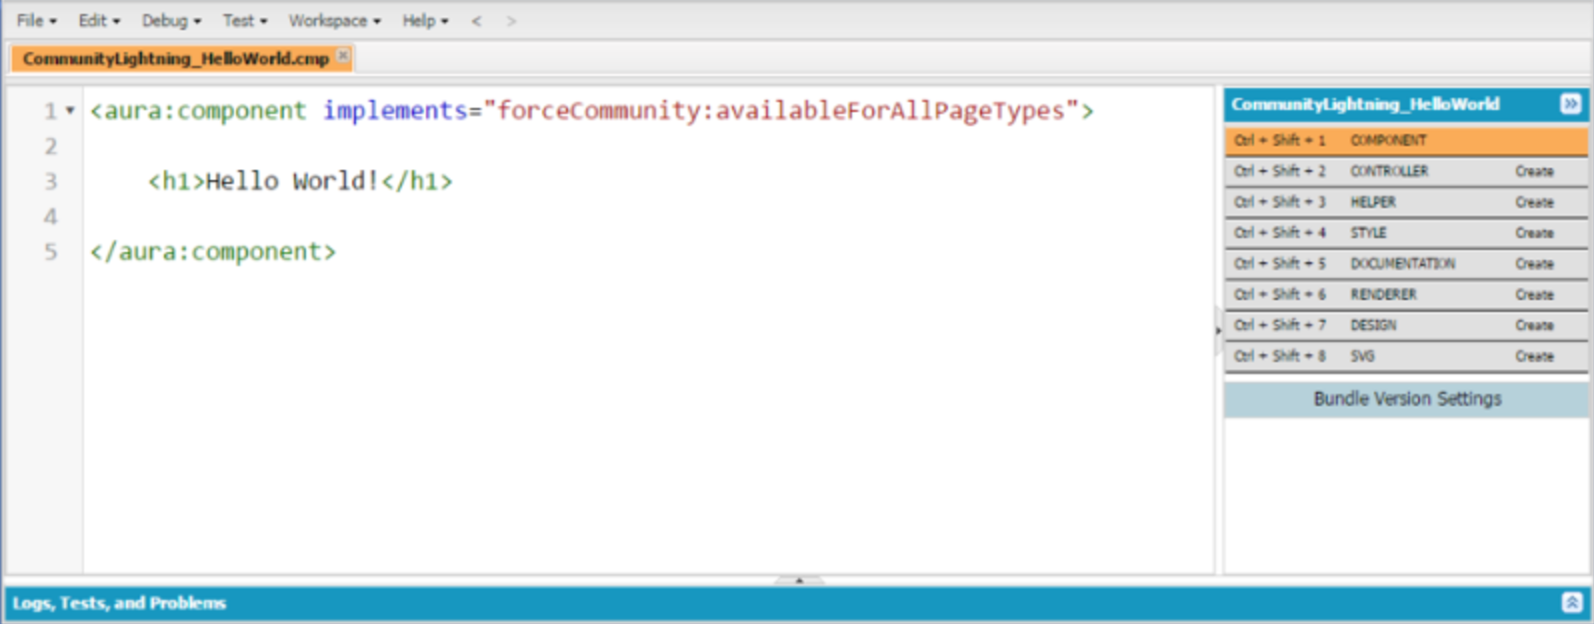 File Edit Debug Test Workspace Help < >
CommunityLightning_HelloWorld.cmp
1 <aura:component implements="forceCommunity:availableForAllPageTypes">
2
3 <h1>Hello World!</h1>
4
5 </aura:component>
CommunityLightning_HelloWorld
Ctrl + Shift + 1 COMPONENT
Ctrl + Shift + 2 CONTROLLER Create
Ctrl + Shift + 3 HELPER Create
Ctrl + Shift + 4 STYLE Create
Ctrl + Shift + 5 DOCUMENTATION Create
Ctrl + Shift + 6 RENDERER Create
Ctrl + Shift + 7 DESIGN Create
Ctrl + Shift + 8 SVG Create
Bundle Version Settings
Logs, Tests, and Problems